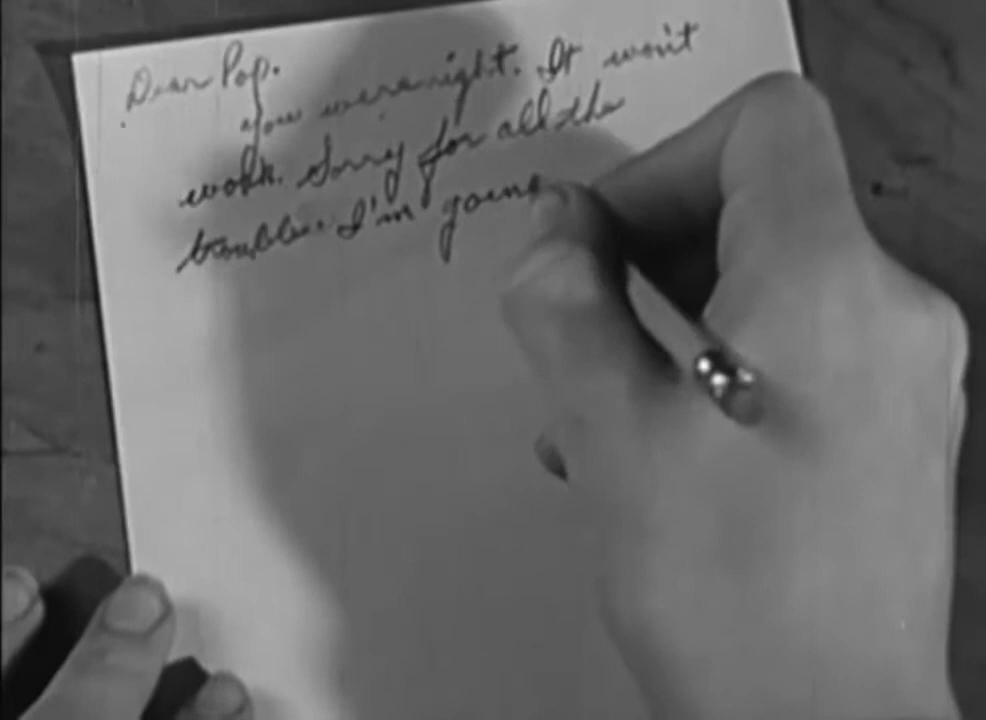 Dear Pop.
you were right. It won't
work. Sorry for all the
trouble. I'm going